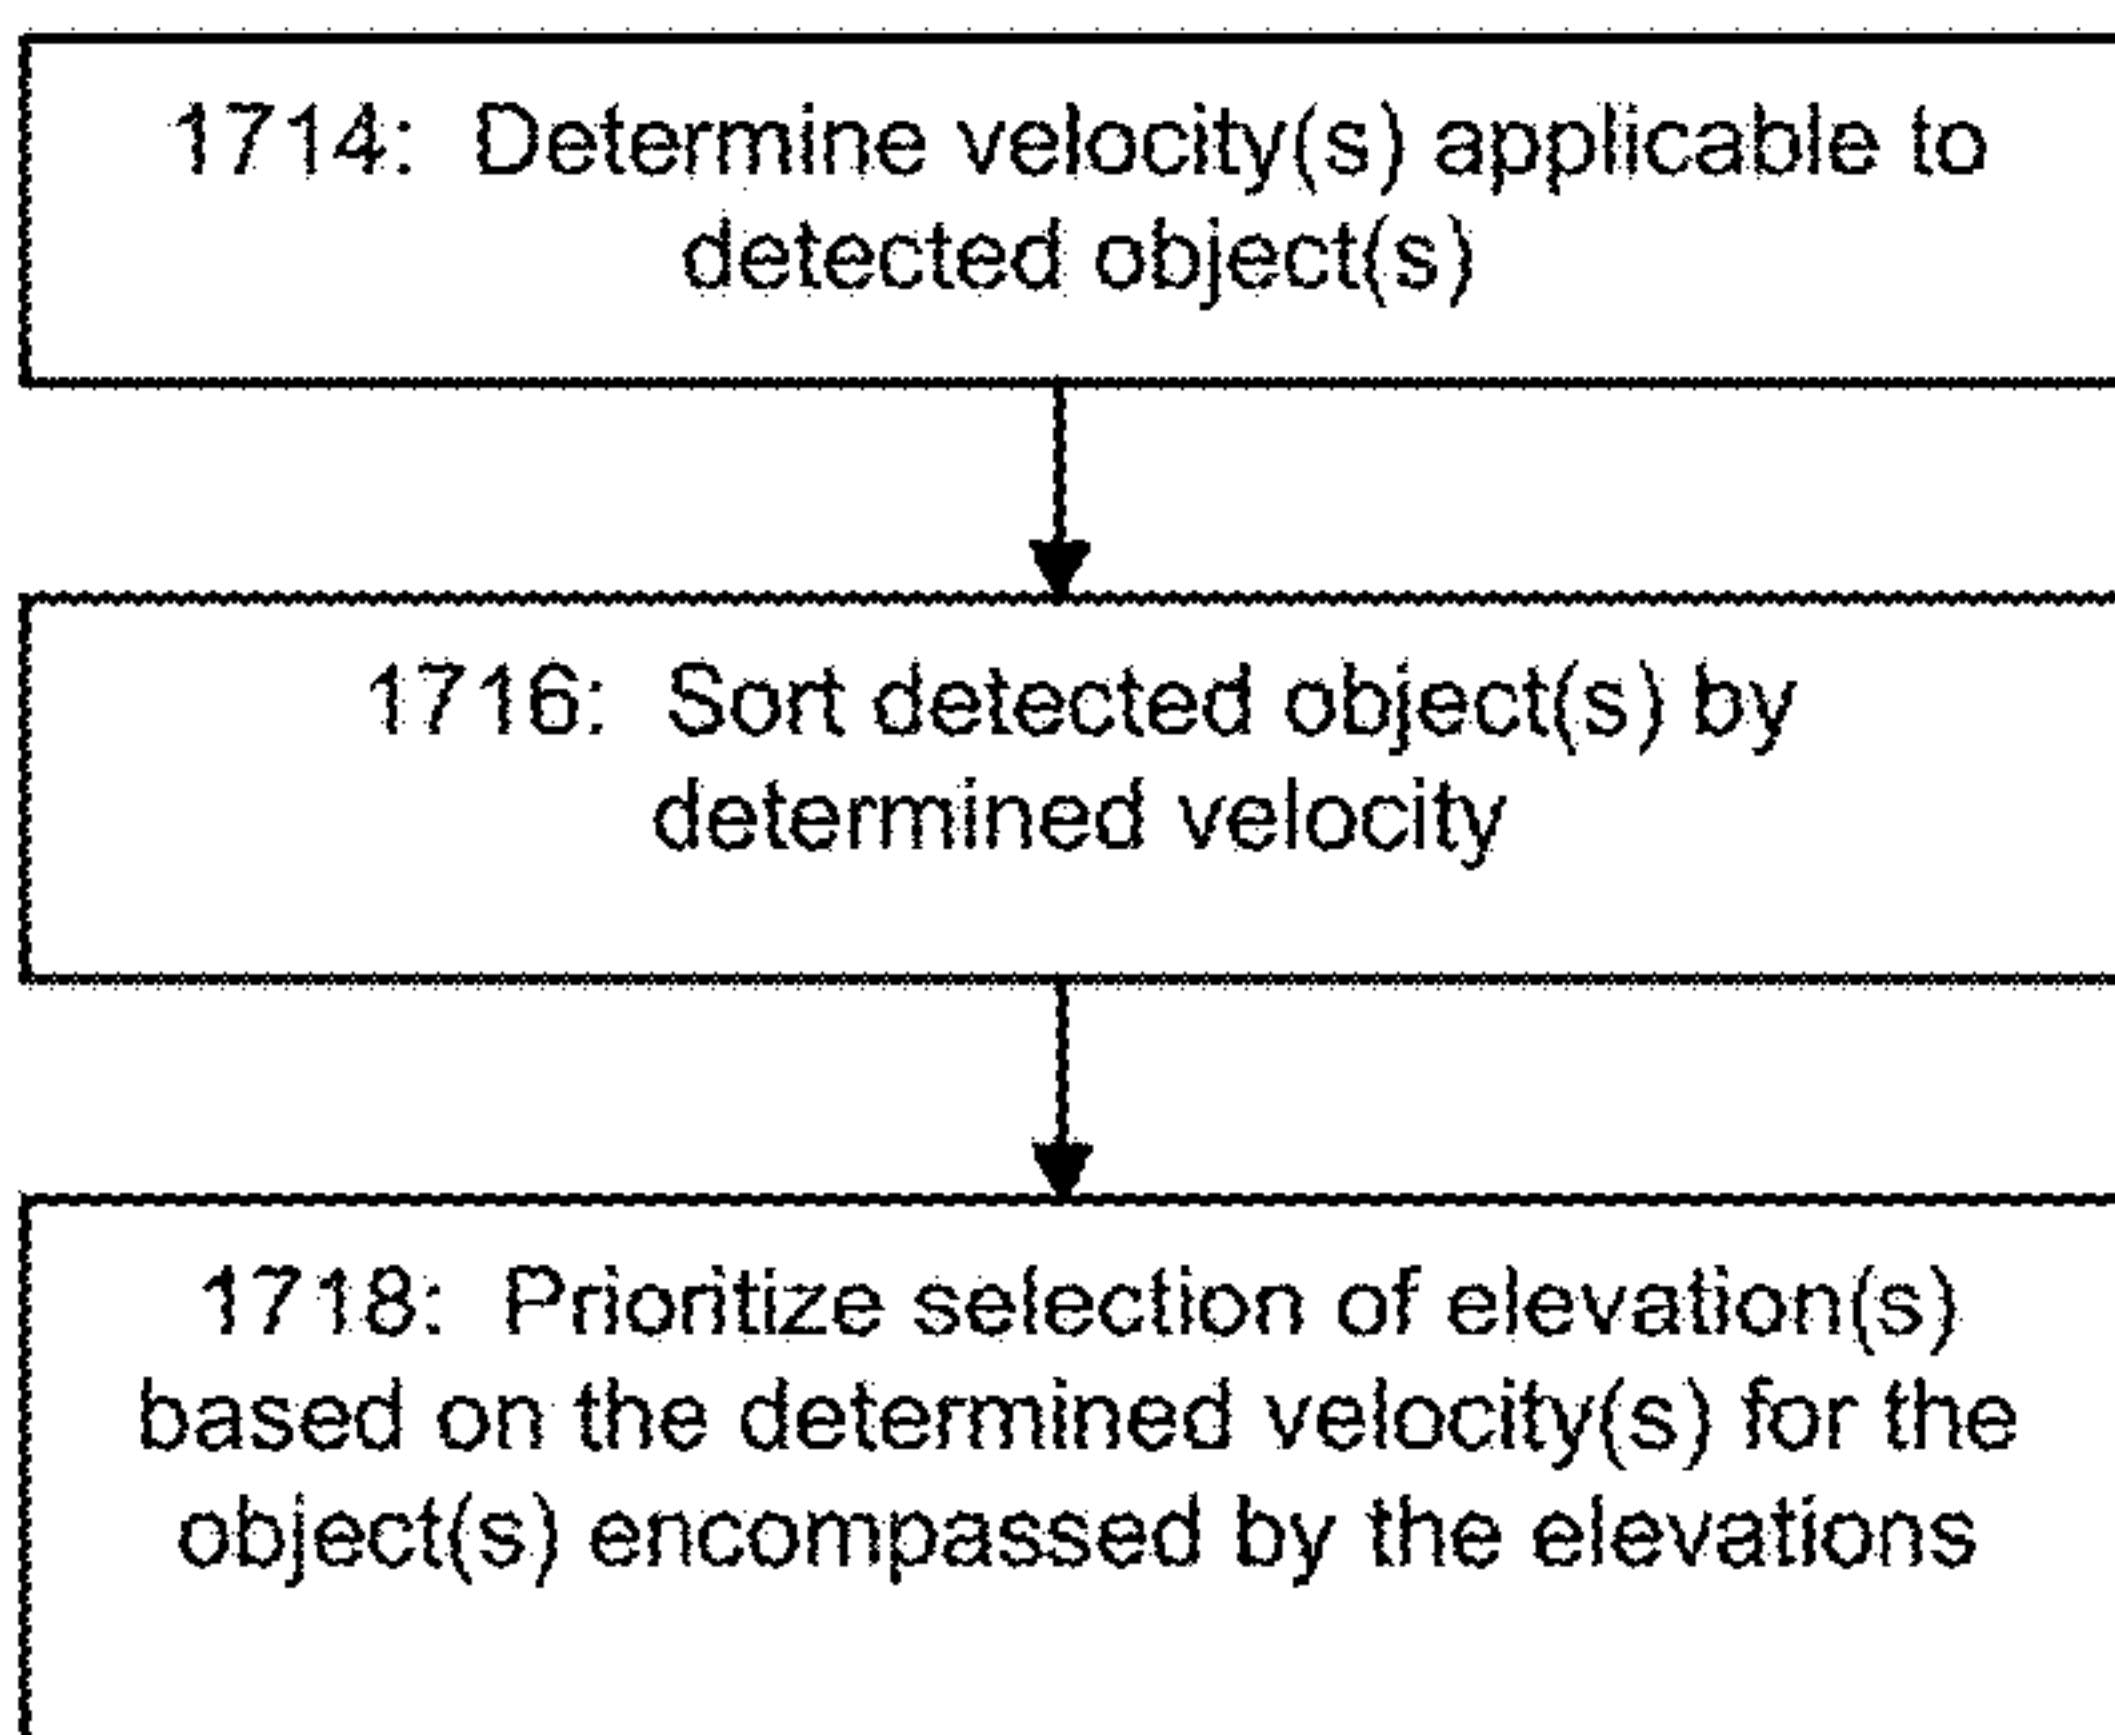 1714: Determine velocity(s) applicable to
detected object(s)
1716: Sort detected object(s) by
determined velocity
1718: Prioritize selection of elevation(s)
based on the determined velocity(s) for the
object(s) encompassed by the elevations